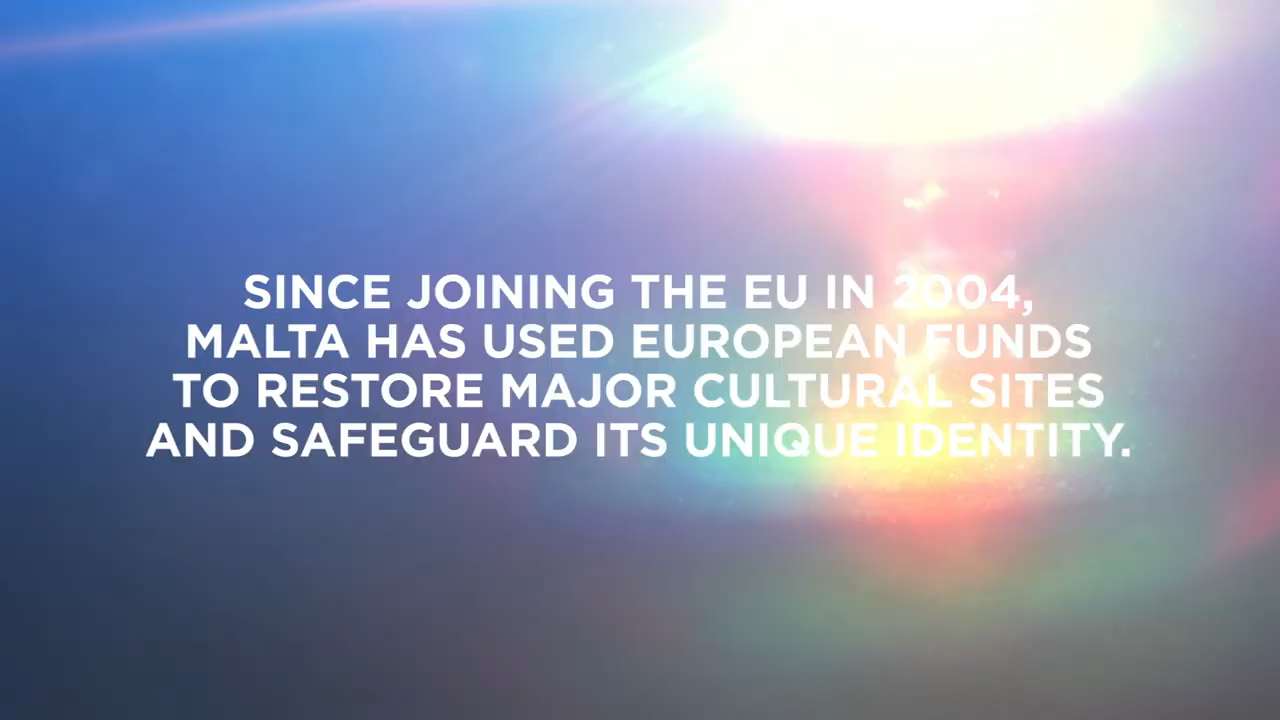 SINCE JOINING THE EU IN 2004,
MALTA HAS USED EUROPEAN FUNDS
TO RESTORE MAJOR CULTURAL SITES
AND SAFEGUARD ITS UNIQUE IDENTITY.